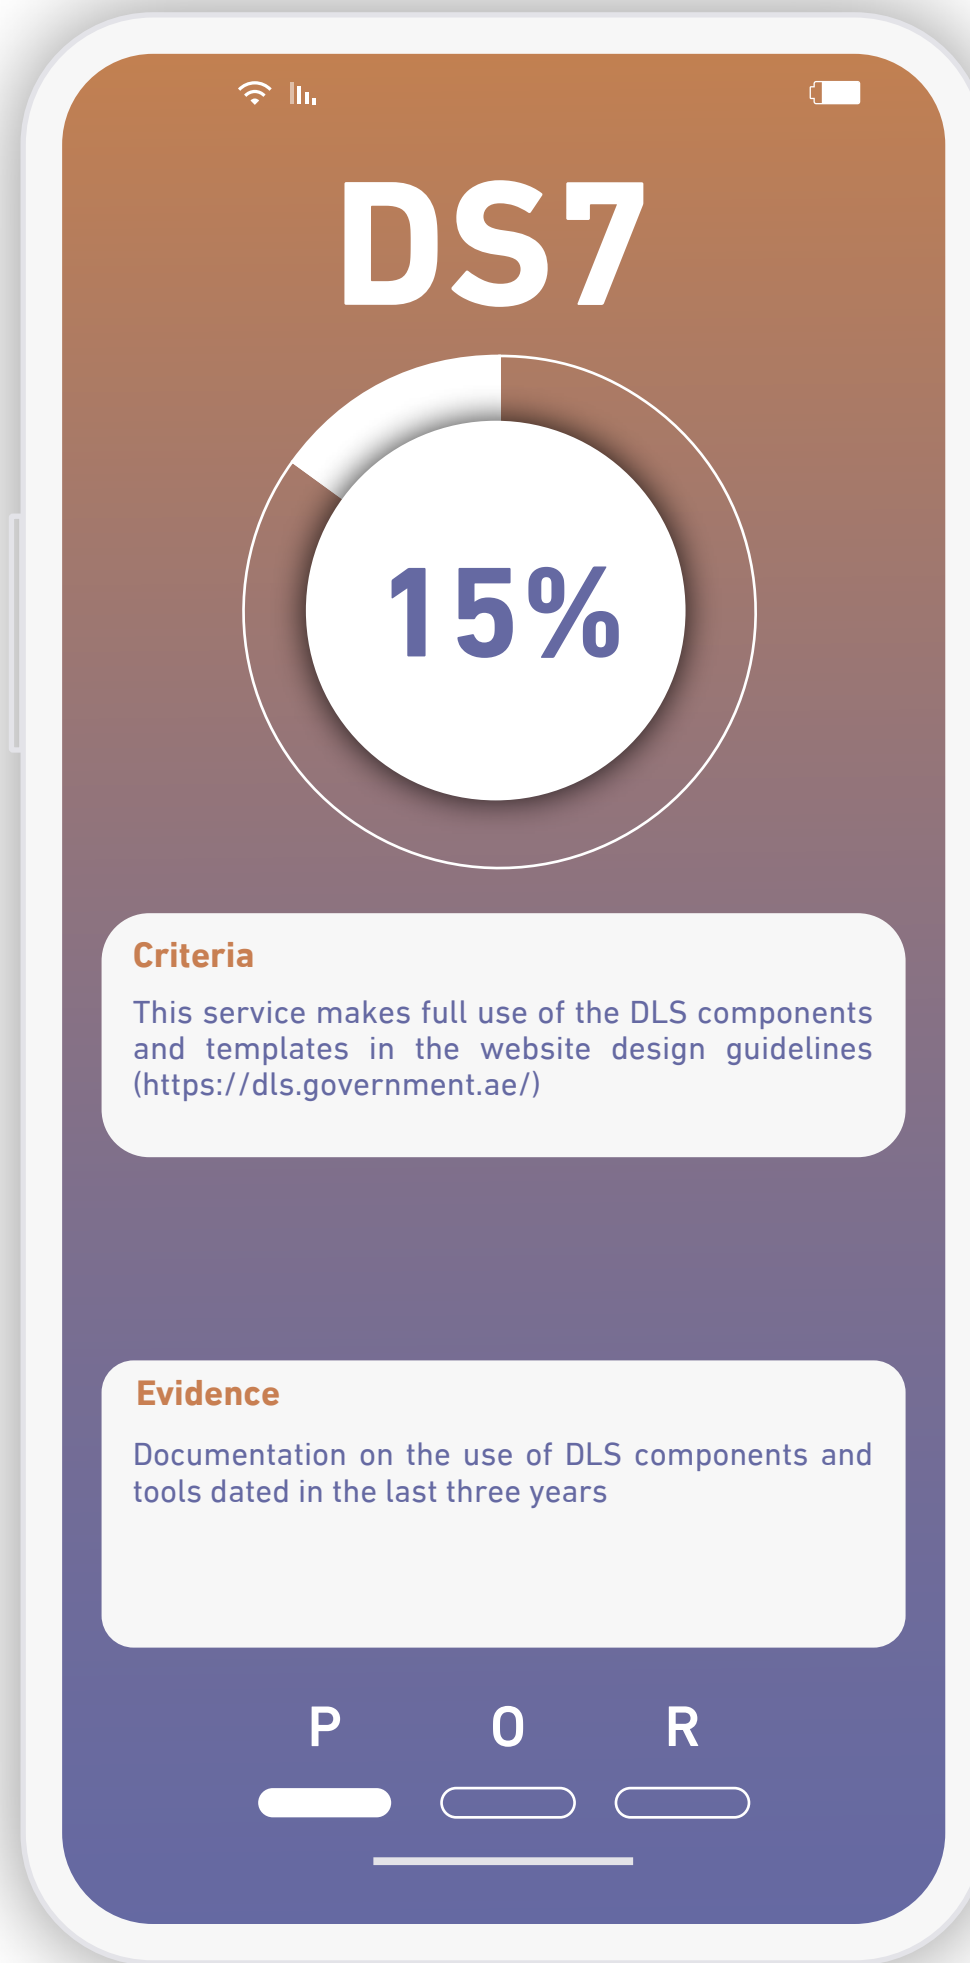 DS7
15%
Criteria
This service makes full use of the DLS components
and templates in the website design guidelines
(https://dls.government.ae/)
Evidence
Documentation on the use of DLS components and
tools dated in the last three years
P O R